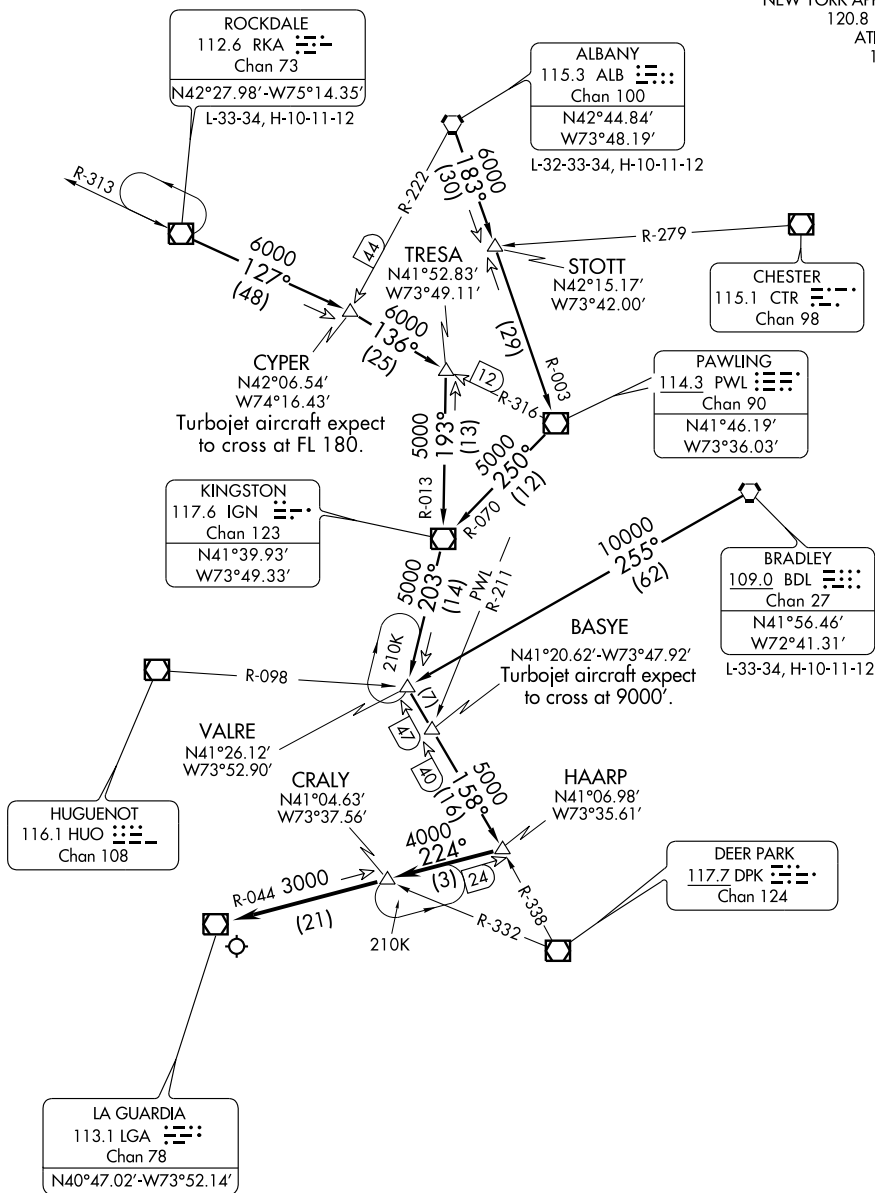 NEW YORK APP
120.8
ROCKDALE
112.6 RKA
Chan 73
N42°27.98'-W75°14.35'
L-33-34, H-10-11-12
ALBANY
115.3 ALB
Chan 100
N42°44.84'
W73°48.19'
L-32-33-34, H-10-11-12
R-313
R-222
6000
183°
(30)
44
6000
127°
(48)
TRESA
N41°52.83'
W73°49.11'
R-279
STOTT
N42°15.17'
W73°42.00'
CHESTER
115.1 CTR
Chan 98
6000
136°
(25)
(29)
R-003
CYPER
N42°06.54'
W74°16.43'
Turbojet aircraft expect
to cross at FL 180.
12
R-316
PAWLING
114.3 PWL
Chan 90
N41°46.19'
W73°36.03'
5000
193°
(13)
R-013
5000
250°
(12)
R-070
KINGSTON
117.6 IGN
Chan 123
N41°39.93'
W73°49.33'
10000
255°
(62)
BRADLEY
109.0 BDL
Chan 27
N41°56.46'
W72°41.31'
L-33-34, H-10-11-12
5000
203°
(14)
PWL
R-211
210K
BASYE
N41°20.62'-W73°47.92'
Turbojet aircraft expect
to cross at 9000'.
R-098
(7)
VALRE
N41°26.12'
W73°52.90'
47
40
5000
158°
(16)
HUGUENOT
116.1 HUO
Chan 108
CRALY
N41°04.63'
W73°37.56'
HAARP
N41°06.98'
W73°35.61'
4000
224°
(3)
24
R-044 3000
(21)
210K
R-332
R-338
DEER PARK
117.7 DPK
Chan 124
LA GUARDIA
113.1 LGA
Chan 78
N40°47.02'-W73°52.14'